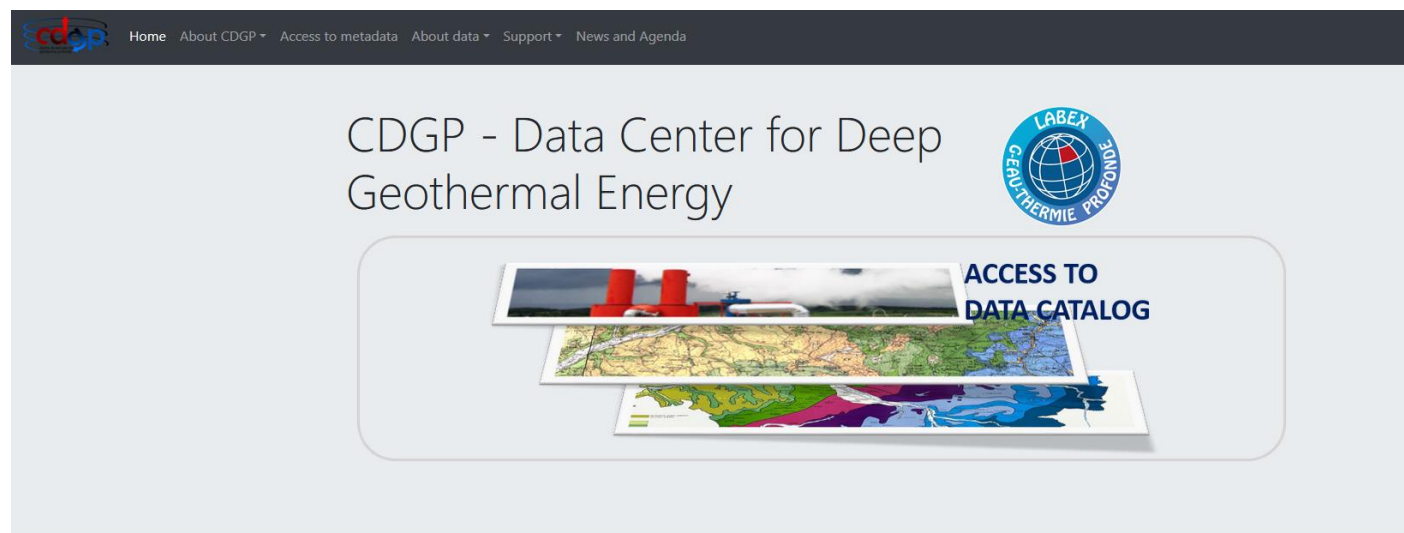 cdgp
Home About CDGP Access to metadata About data Support News and Agenda
CDGP - Data Center for Deep
Geothermal Energy
LABEX
G-EAU-THERMIE PROFONDE
ACCESS TO
DATA CATALOG